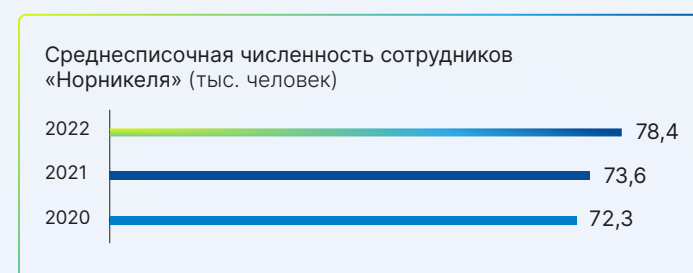 Среднесписочная численность сотрудников
«Норникеля» (тыс. человек)
2022 78,4
2021 73,6
2020 72,3